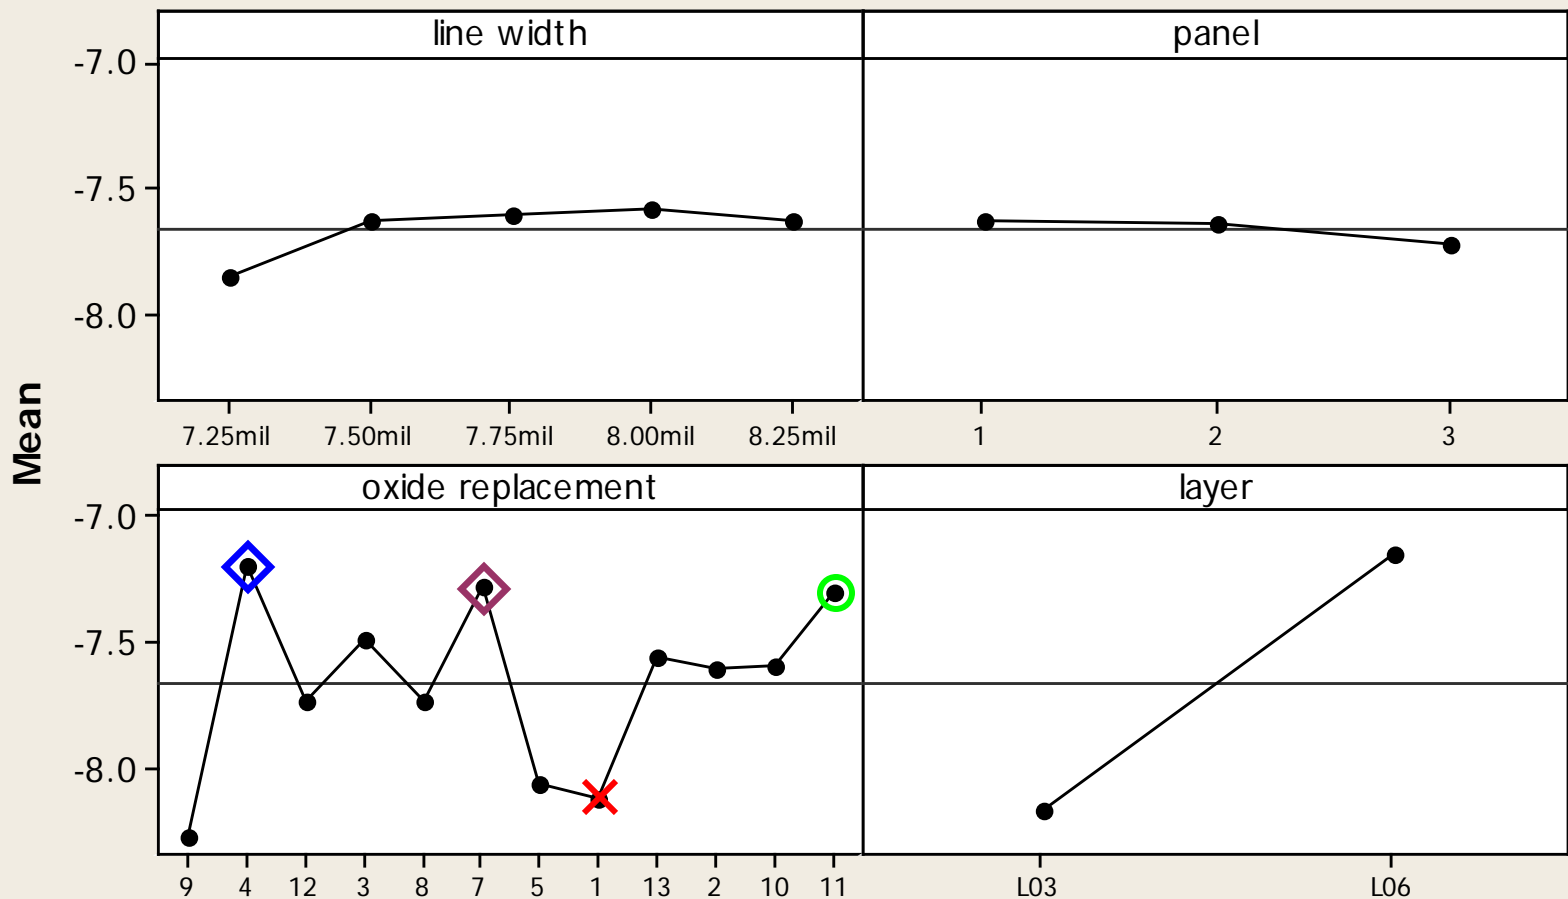 line width
panel
-7.0
-7.5
-8.0
7.25mil 7.50mil 7.75mil 8.00mil 8.25mil
1 2 3
Mean
oxide replacement
layer
-7.0
-7.5
-8.0
9 4 12 3 8 7 5 1 13 2 10 11
L03 L06